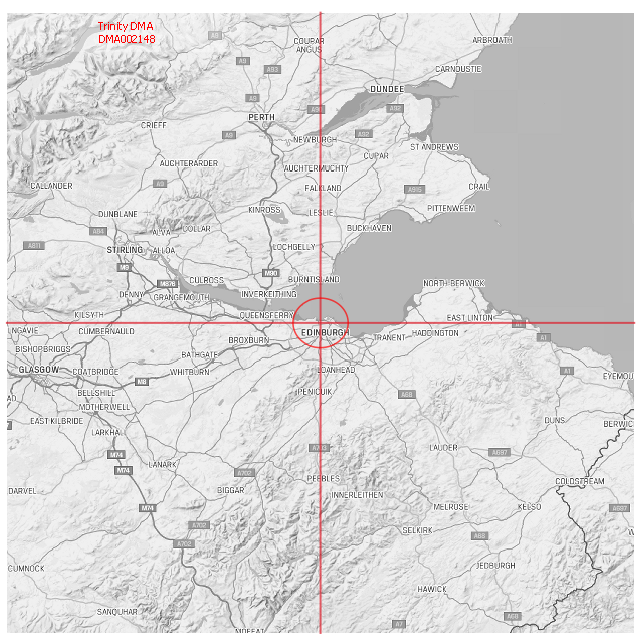 Trinity DMA
DMA002148
A9
COUPAR
ANGUS
ARBROATH
A9
A93
CARNOUSTIE
DUNDEE
A9
A90
A92
PERTH
CRIEFF
A9
NEWBURGH
A92
ST ANDREWS
CUPAR
AUCHTERARDER
AUCHTERMUCHTY
CALLANDER
A9
FALKLAND
A915
CRAIL
KINROSS
LESLIE
PITTENWEEM
DUNBLANE
A84
ALVA
DOLLAR
BUCKHAVEN
A811
STIRLING
ALLOA
LOCHGELLY
M9
M90
CULROSS
BURNTISLAND
M876
NORTH BERWICK
DENNY
GRANGEMOUTH
INVERKEITHING
KILSYTH
QUEENSFERRY
EAST LINTON
A1
LNGAVIE
CUMBERNAULD
EDINBURGH
HADDINGTON
BROXBURN
TRANENT
A1
BISHOPBRIGGS
BATHGATE
GLASGOW
COATBRIDGE
WHITBURN
LOANHEAD
A1
EYEMOU
M8
BELLSHILL
PENICUIK
A68
AD
MOTHERWELL
EAST KILBRIDE
DUNS
BERWIC
LARKHA
A703
LAUDER
A697
M74
LANARK
M74
A702
PEEBLES
COLDSTREAM
DARVEL
BIGGAR
INNERLEITHEN
M74
MELROSE
KELSO
A697
A702
SELKIRK
A68
A702
CUMNOCK
JEDBURGH
HAWICK
SANQUHAR
A68
A7
MOFFAT